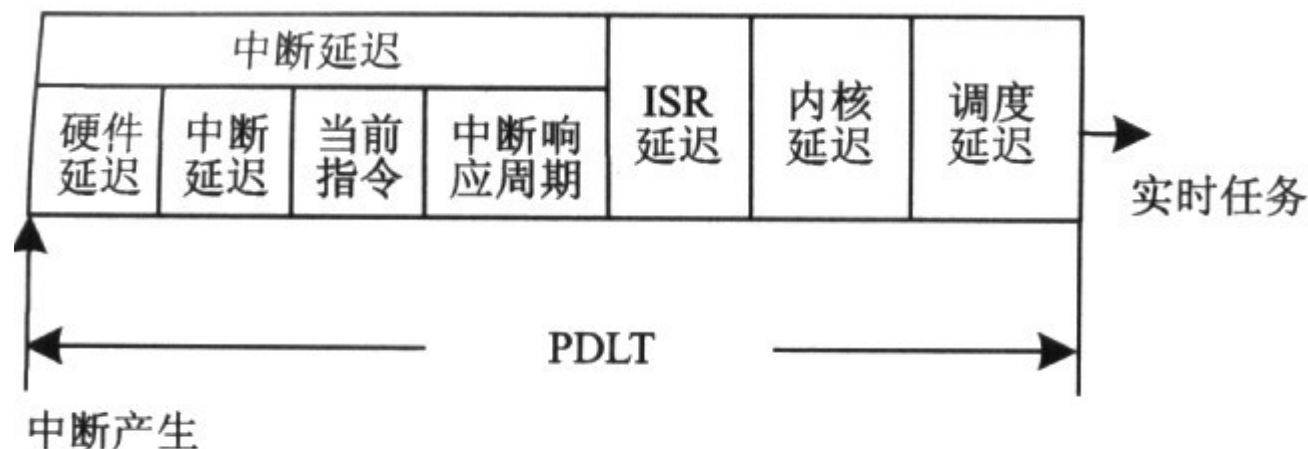 中断延迟
硬件
延迟
中断
延迟
当前
指令
中断响
应周期
ISR
延迟
内核
延迟
调度
延迟
实时任务
PDLT
中断产生